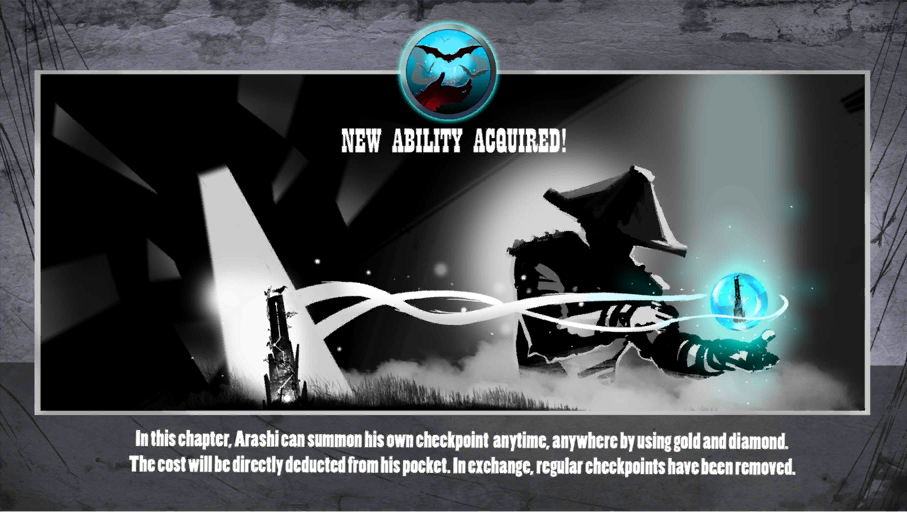 NEW ABILITY ACQUIRED!
In this chapter, Arashi can summon his own checkpoint anytime, anywhere by using gold and diamond.
The cost will be directly deducted from his pocket. In exchange, regular checkpoints have been removed.